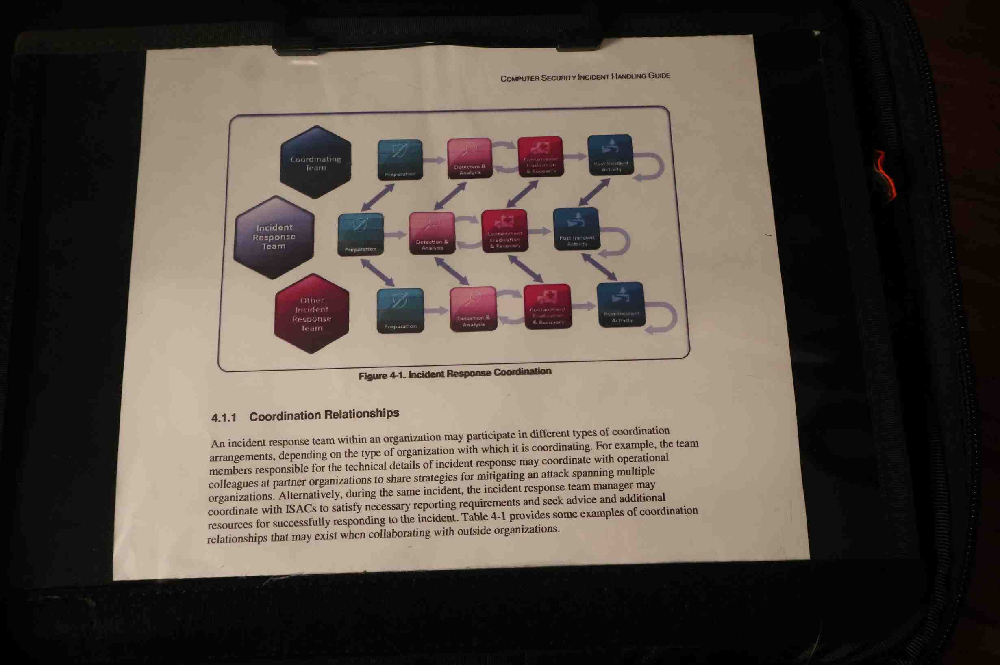 COMPUTER SECURITY INCIDENT HANDLING GUIDE
Coordinating
Team
Preparation
Detection &
Analysis
Containment
Eradication
& Recovery
Post-Incident
Activity
Incident
Response
Team
Preparation
Detection &
Analysis
Containment
Eradication
& Recovery
Post-Incident
Activity
Other
Incident
Response
Team
Preparation
Detection &
Analysis
Containment
Eradication
& Recovery
Post-Incident
Activity
Figure 4-1. Incident Response Coordination
4.1.1 Coordination Relationships
An incident response team within an organization may participate in different types of coordination
arrangements, depending on the type of organization with which it is coordinating. For example, the team
members responsible for the technical details of incident response may coordinate with operational
colleagues at partner organizations to share strategies for mitigating an attack spanning multiple
organizations. Alternatively, during the same incident, the incident response team manager may
coordinate with ISACs to satisfy necessary reporting requirements and seek advice and additional
resources for successfully responding to the incident. Table 4-1 provides some examples of coordination
relationships that may exist when collaborating with outside organizations.